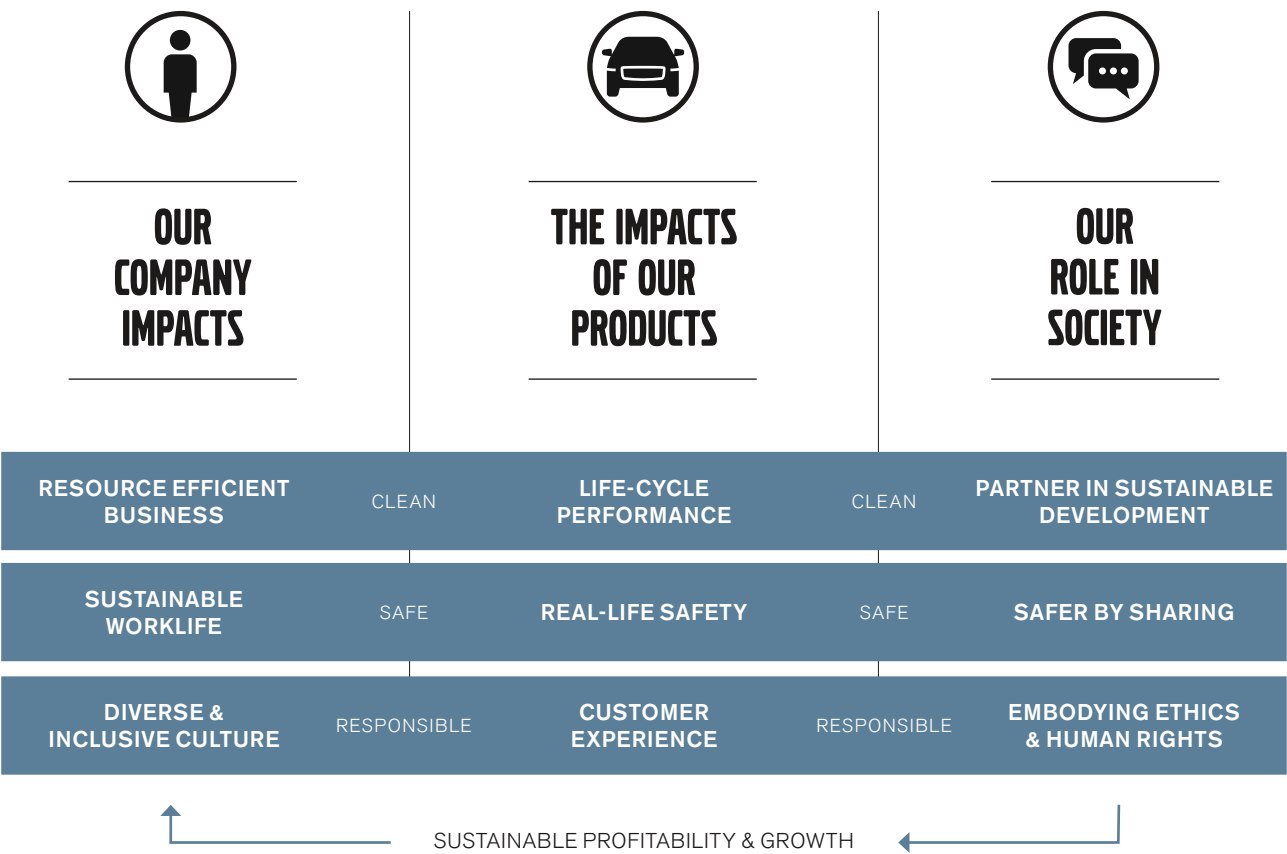 OUR
COMPANY
IMPACTS
THE IMPACTS
OF OUR
PRODUCTS
OUR
ROLE IN
SOCIETY
RESOURCE EFFICIENT
BUSINESS
CLEAN
LIFE-CYCLE
PERFORMANCE
CLEAN
PARTNER IN SUSTAINABLE
DEVELOPMENT
SUSTAINABLE
WORKLIFE
SAFE
REAL-LIFE SAFETY
SAFE
SAFER BY SHARING
DIVERSE &
INCLUSIVE CULTURE
RESPONSIBLE
CUSTOMER
EXPERIENCE
RESPONSIBLE
EMBODYING ETHICS
& HUMAN RIGHTS
SUSTAINABLE PROFITABILITY & GROWTH